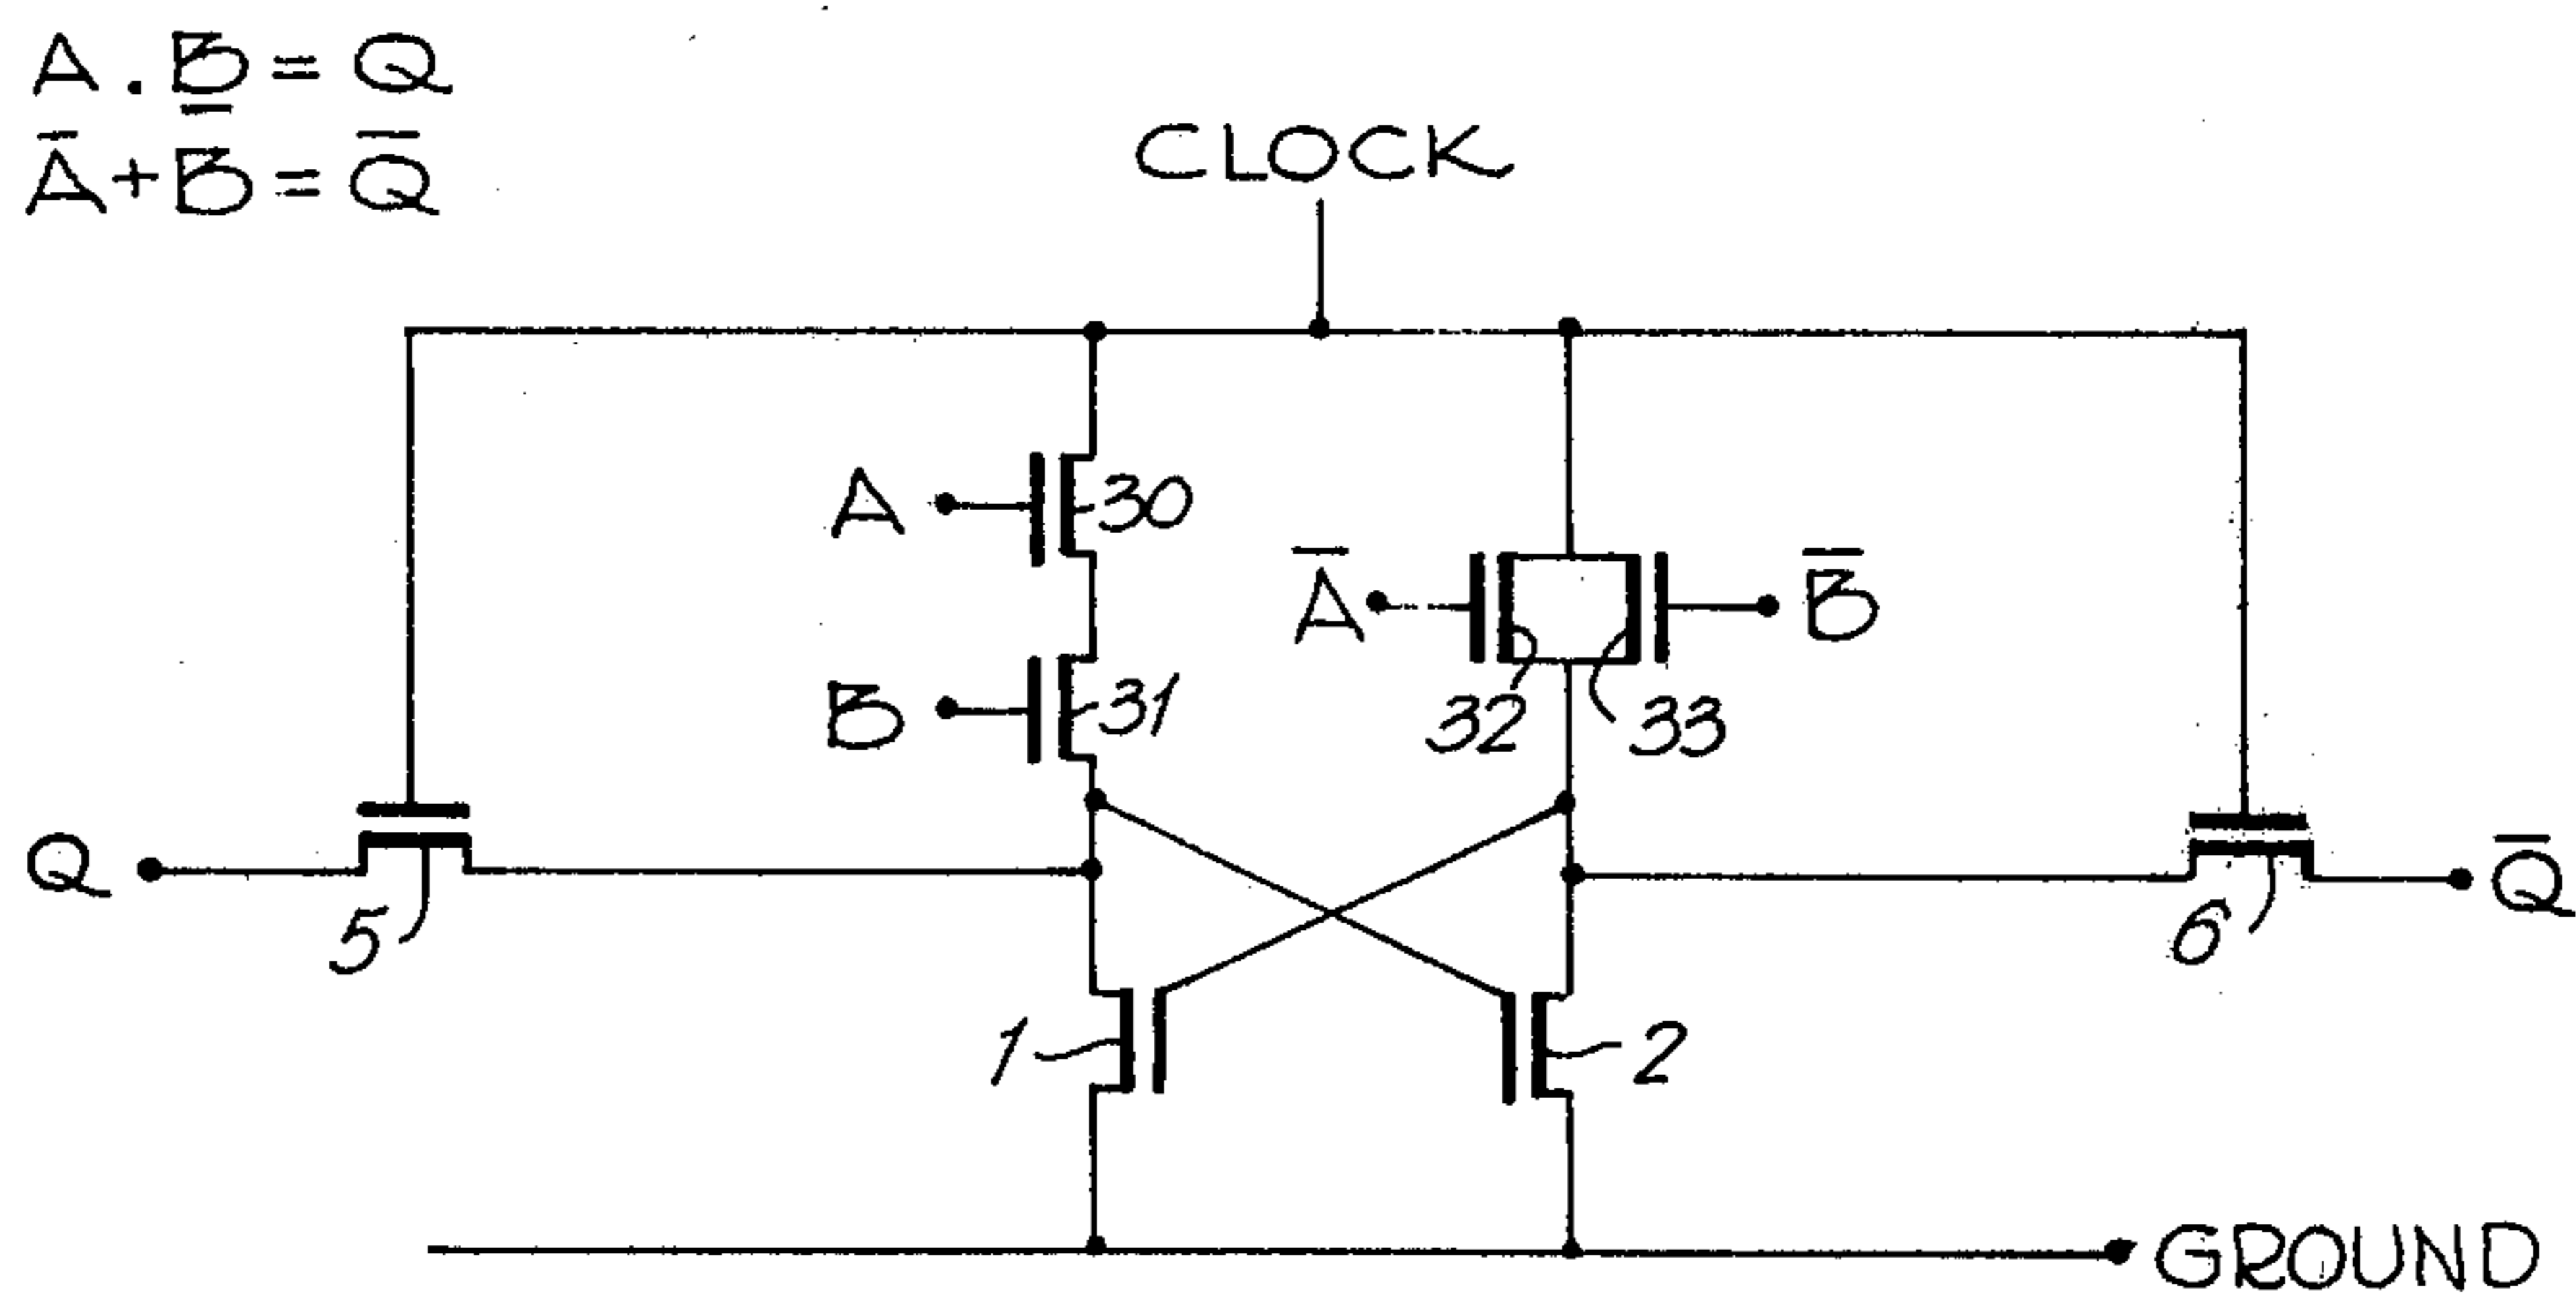 A . B = Q
A̅ + B̅ = Q̅
CLOCK
A
30
A̅
B̅
B
31
32
33
Q
5
Q̅
6
1
2
GROUND